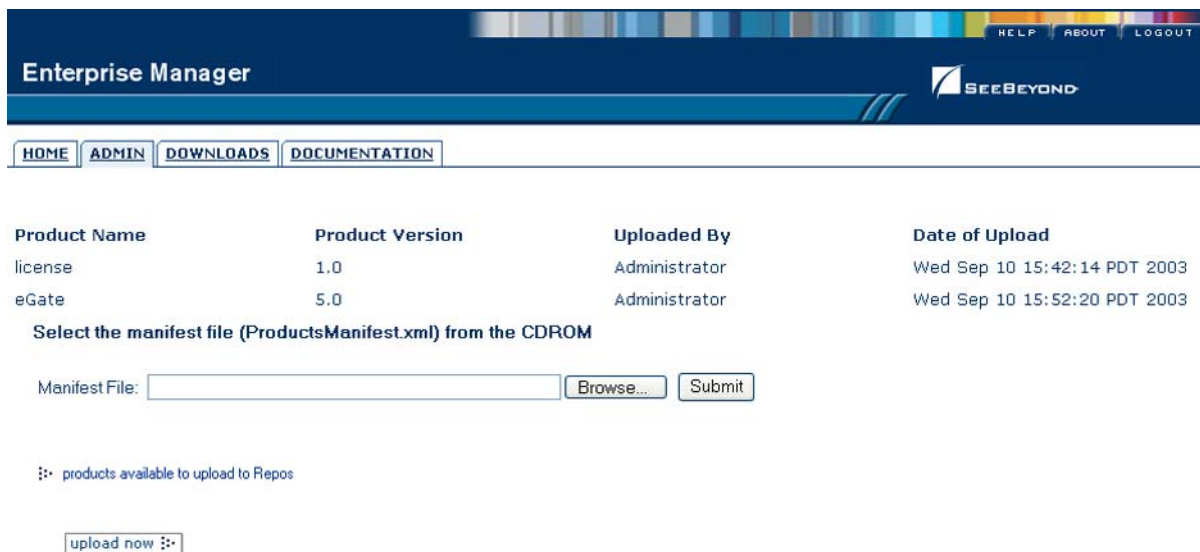 HELP ABOUT LOGOUT
Enterprise Manager
SEEBEYOND
HOME ADMIN DOWNLOADS DOCUMENTATION
Product Name Product Version Uploaded By Date of Upload
license 1.0 Administrator Wed Sep 10 15:42:14 PDT 2003
eGate 5.0 Administrator Wed Sep 10 15:52:20 PDT 2003
Select the manifest file (ProductsManifest.xml) from the CDROM
Manifest File: Browse... Submit
products available to upload to Repos
upload now